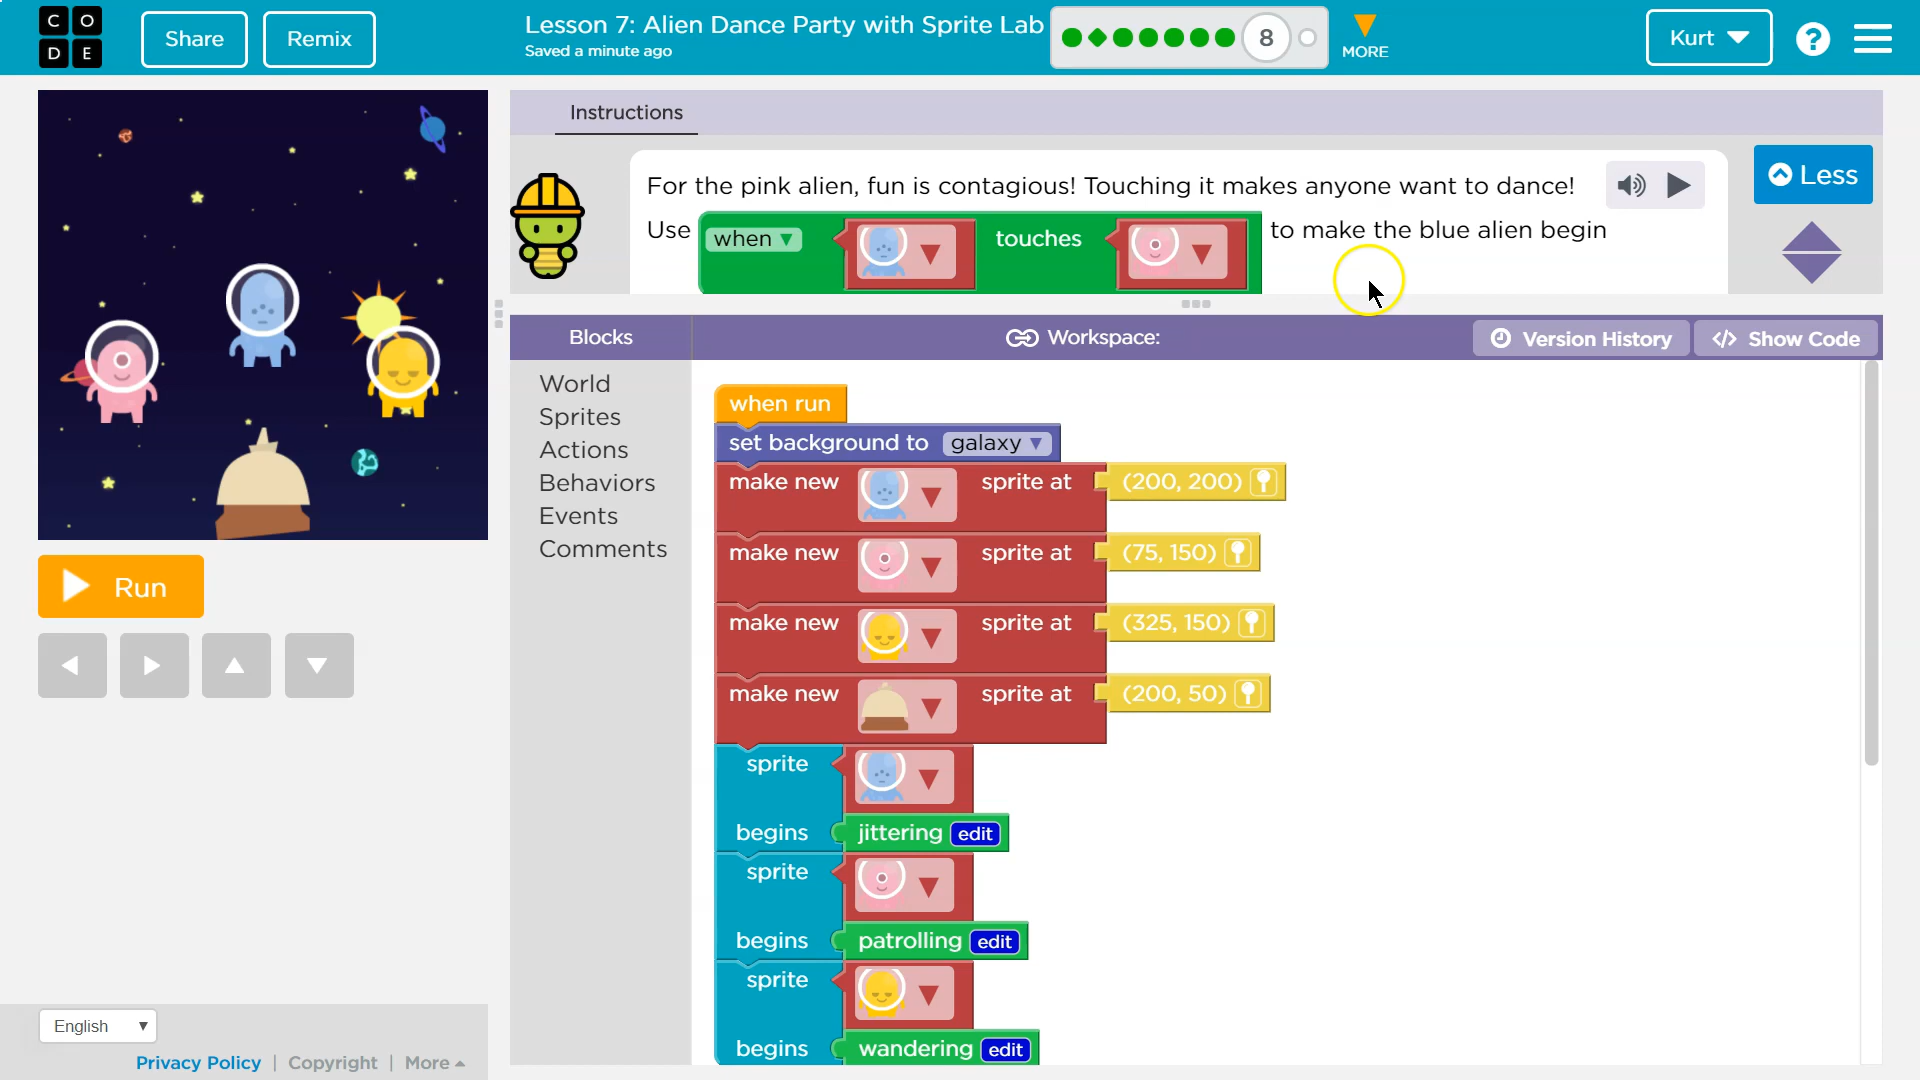 CODE
Share
Remix
Lesson 7: Alien Dance Party with Sprite Lab
Saved a minute ago
8
MORE
Kurt
?
Instructions
For the pink alien, fun is contagious! Touching it makes anyone want to dance!
Use when touches to make the blue alien begin
Less
Blocks
Workspace:
Version History
</> Show Code
World
Sprites
Actions
Behaviors
Events
Comments
when run
set background to galaxy
make new sprite at (200, 200)
make new sprite at (75, 150)
make new sprite at (325, 150)
make new sprite at (200, 50)
sprite
begins jittering edit
sprite
begins patrolling edit
sprite
begins wandering edit
Run
English
Privacy Policy | Copyright | More